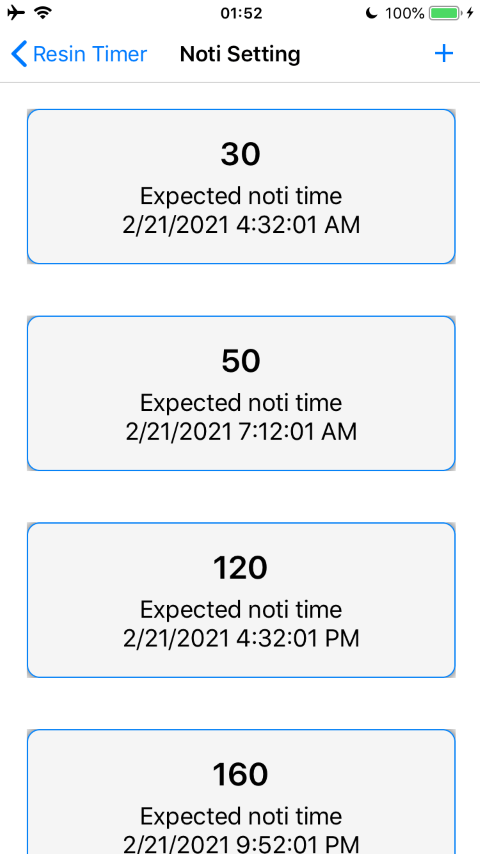 01:52
100%
Resin Timer
Noti Setting
+
30
Expected noti time
2/21/2021 4:32:01 AM
50
Expected noti time
2/21/2021 7:12:01 AM
120
Expected noti time
2/21/2021 4:32:01 PM
160
Expected noti time
2/21/2021 9:52:01 PM